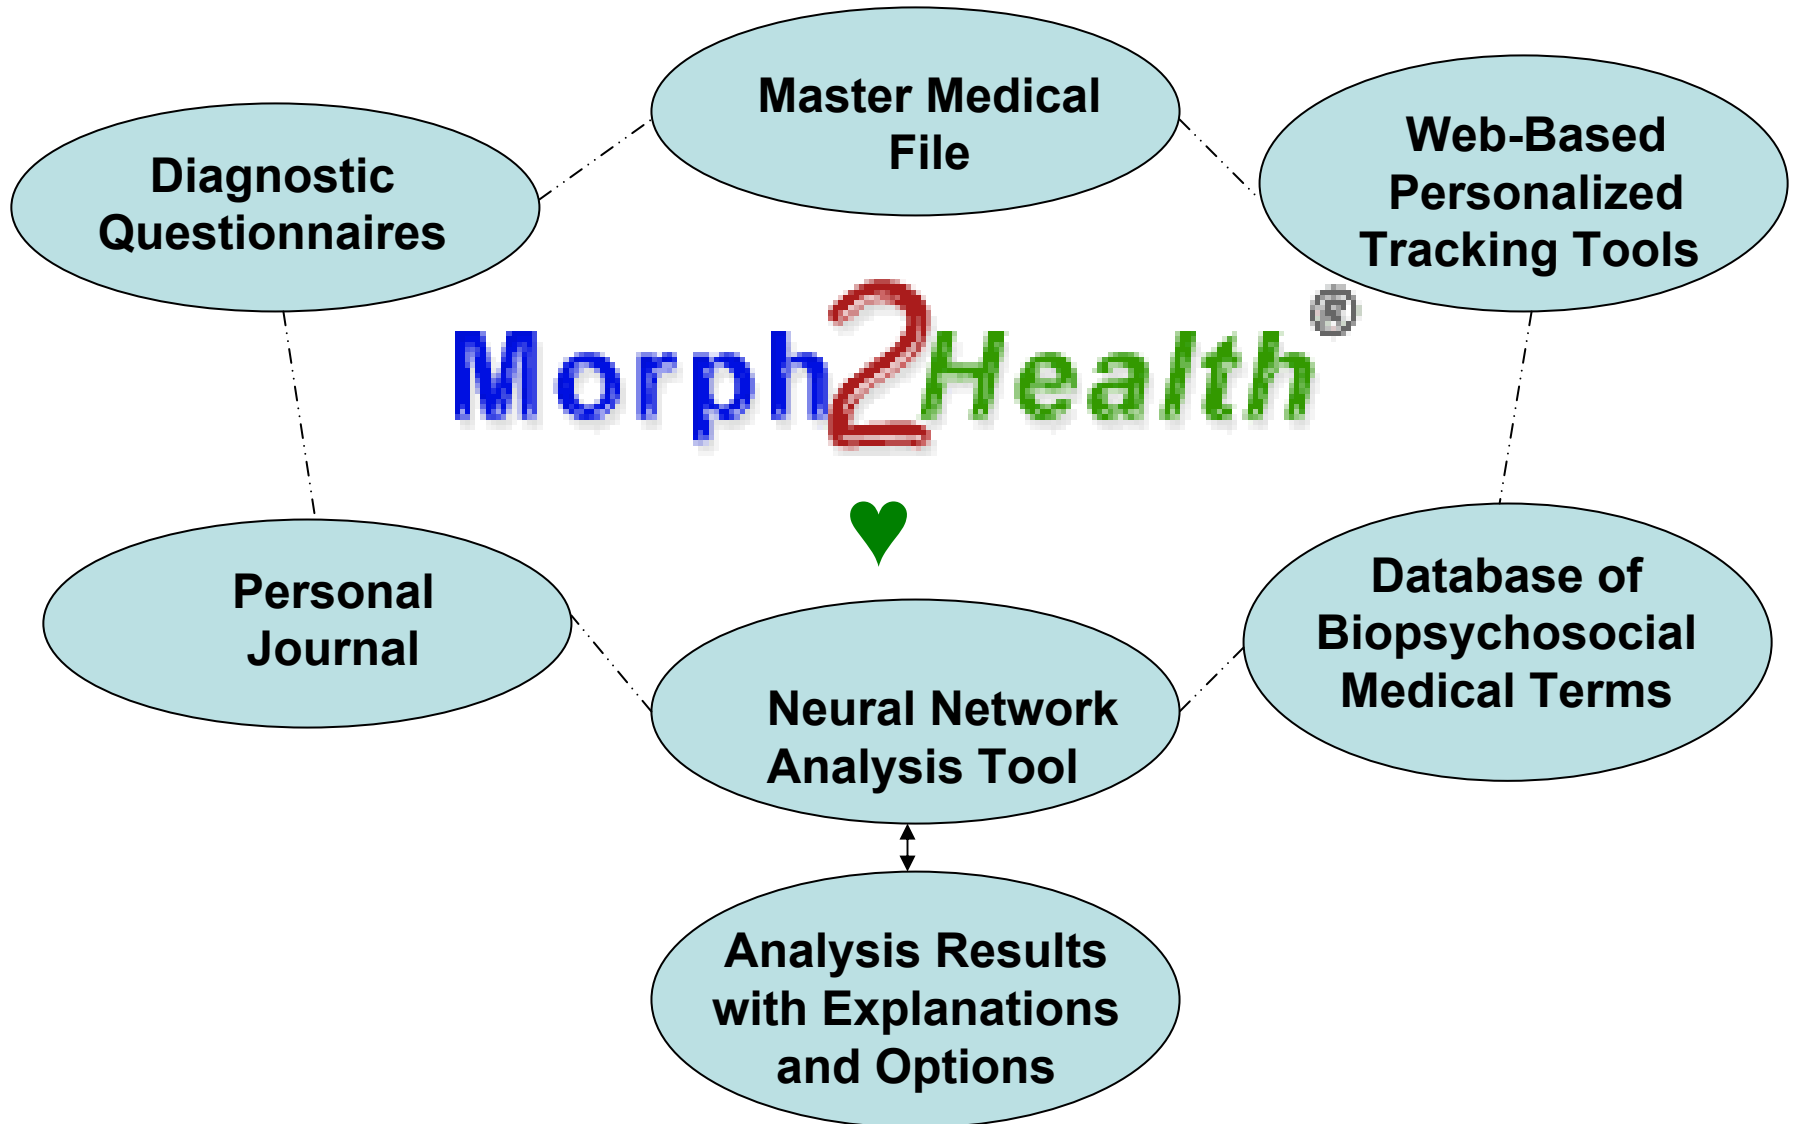 Master Medical
File
Diagnostic
Questionnaires
Web-Based
Personalized
Tracking Tools
Morph2Health®
Personal
Journal
Database of
Biopsychosocial
Medical Terms
Neural Network
Analysis Tool
Analysis Results
with Explanations
and Options